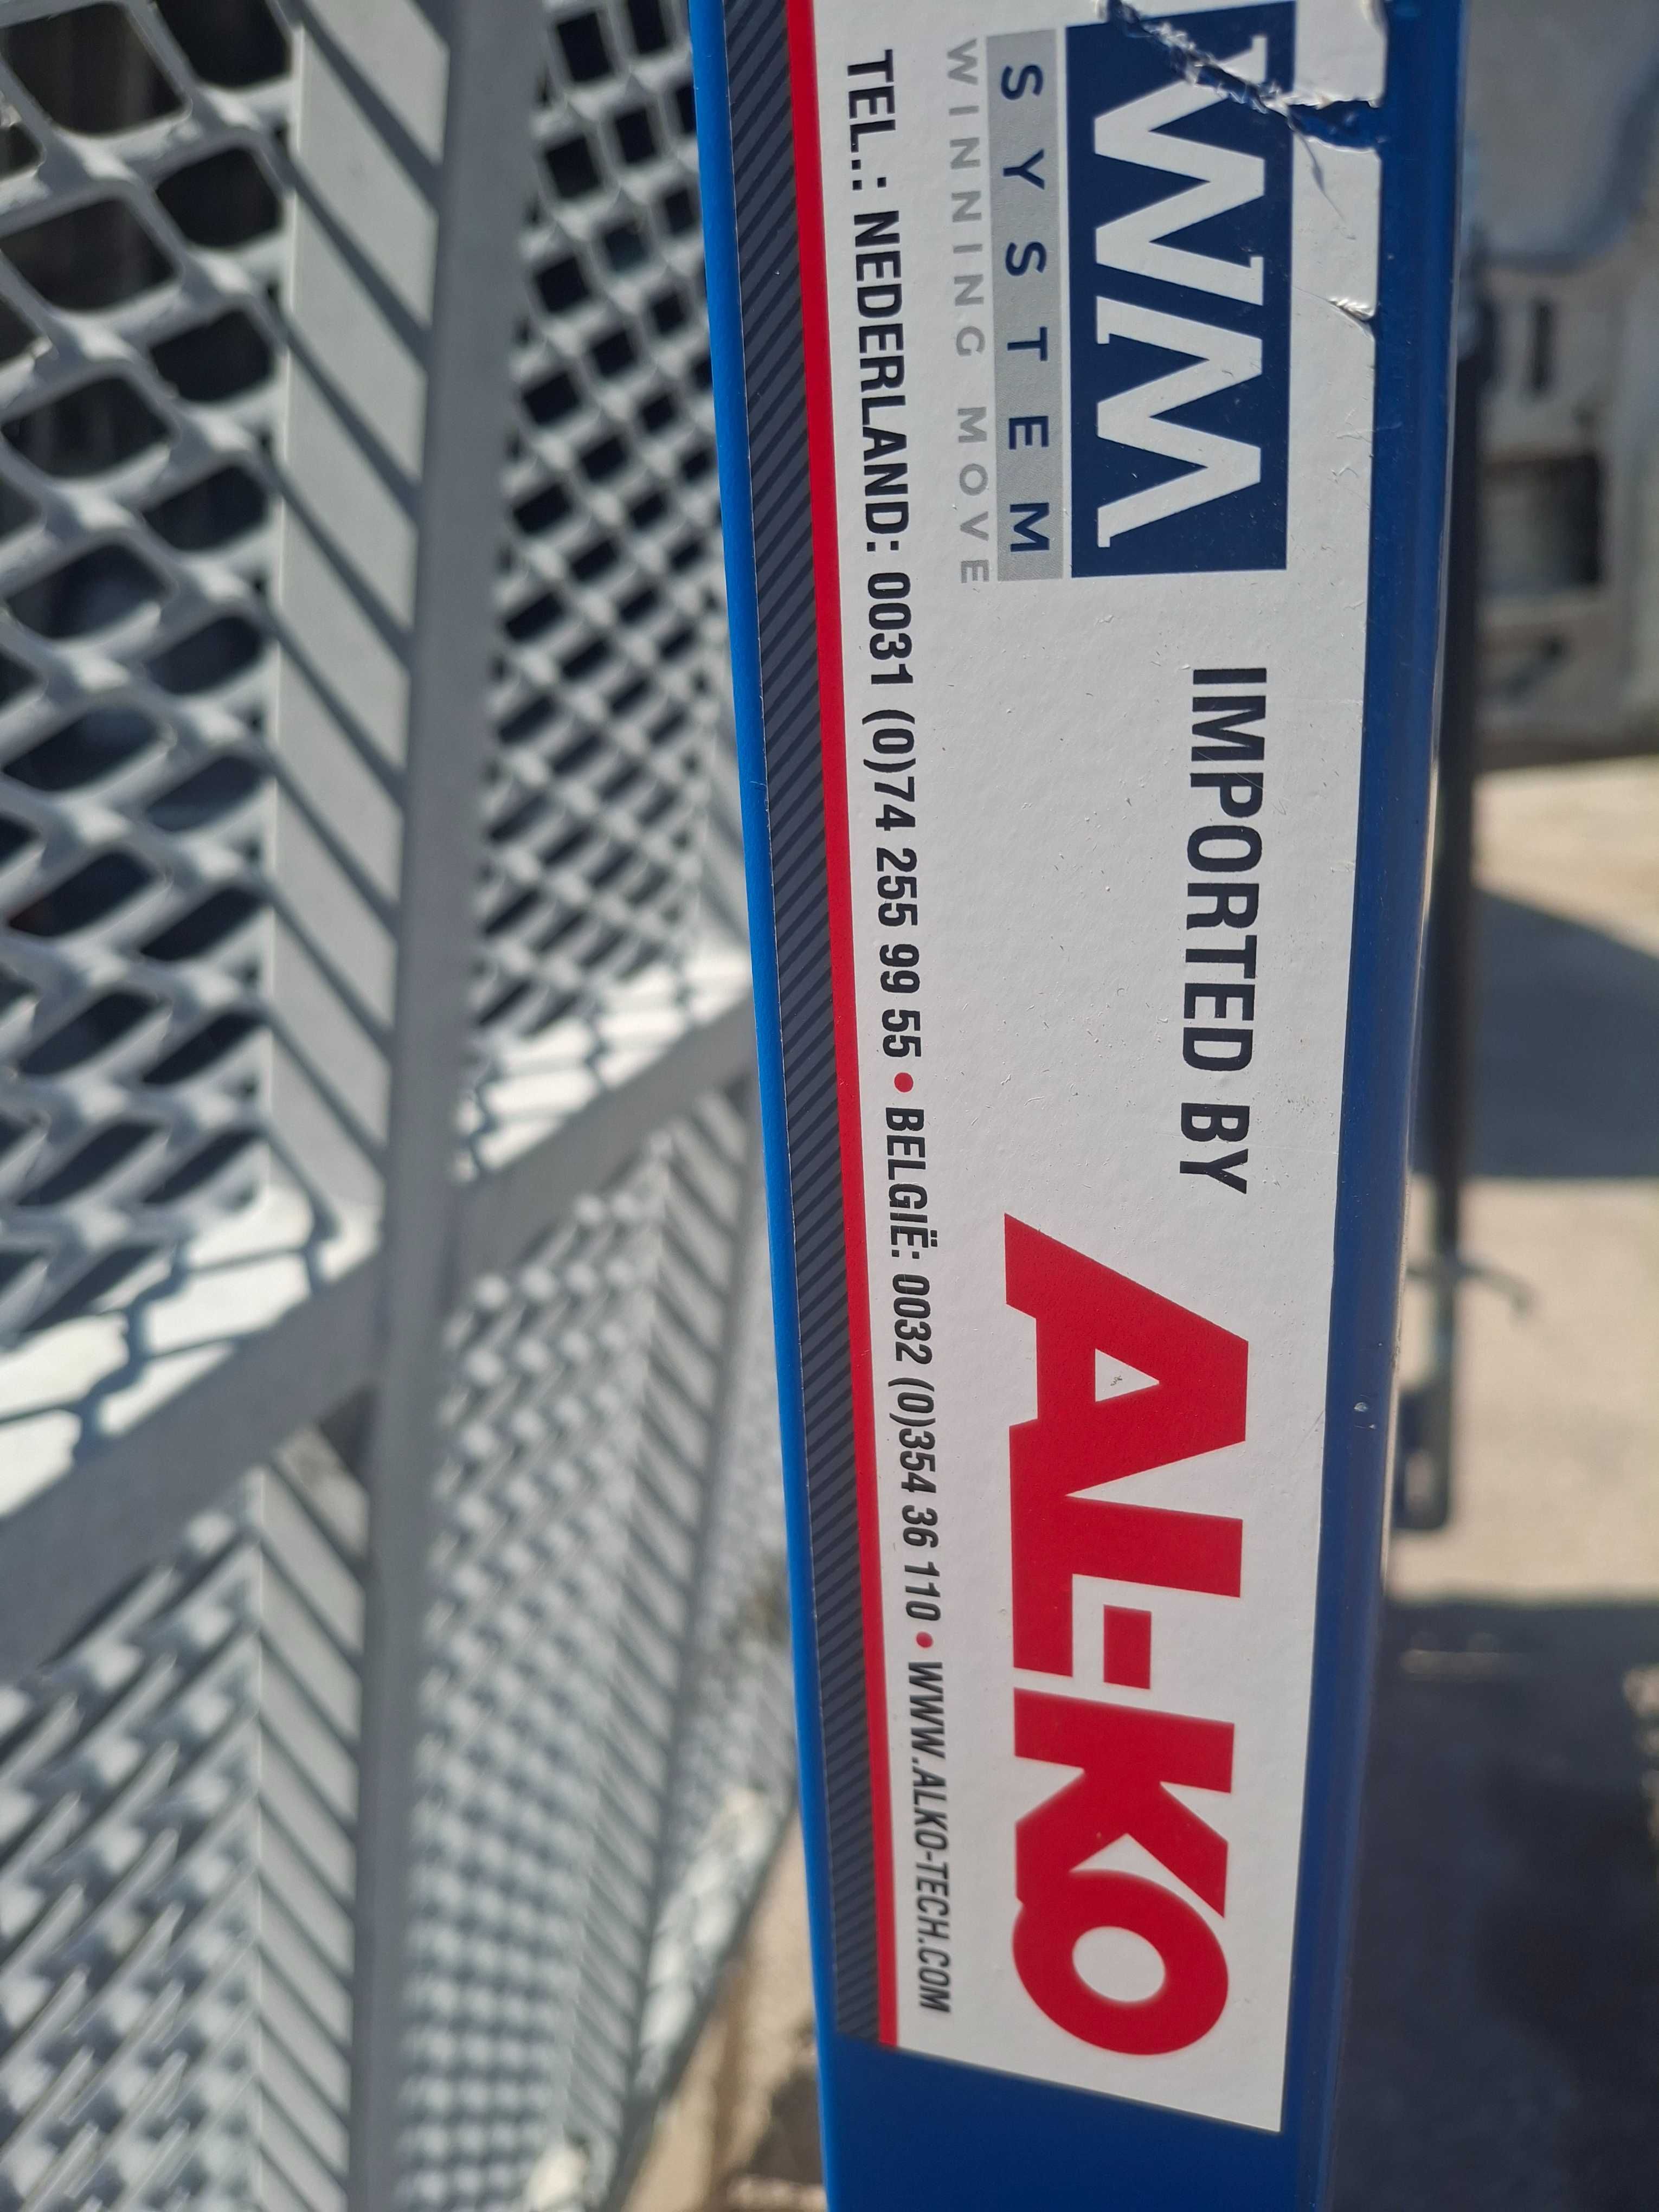 WM
SYSTEM
WINNING MOVE
IMPORTED BY
AL-KO
TEL.: NEDERLAND: 0031 (0)74 255 99 55 • BELGIË: 0032 (0)354 36 110 • WWW.ALKO-TECH.COM